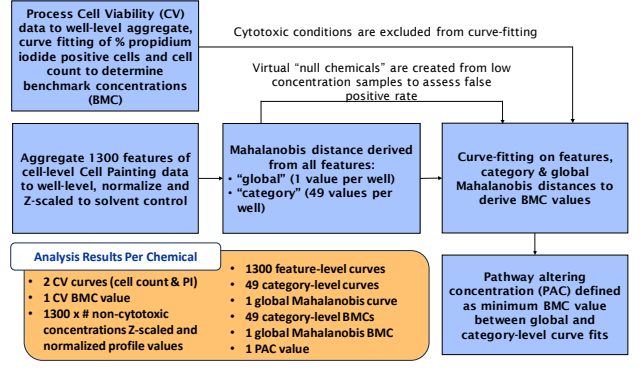 Process Cell Viability (CV)
data to well-level aggregate,
curve fitting of % propidium
iodide positive cells and cell
count to determine
benchmark concentrations
(BMC)
Cytotoxic conditions are excluded from curve-fitting
Virtual “null chemicals” are created from low
concentration samples to assess false
positive rate
Aggregate 1300 features of
cell-level Cell Painting data
to well-level, normalize and
Z-scaled to solvent control
Mahalanobis distance derived
from all features:
• “global” (1 value per well)
• “category” (49 values per
well)
Curve-fitting on features,
category & global
Mahalanobis distances to
derive BMC values
Analysis Results Per Chemical
• 2 CV curves (cell count & PI)
• 1 CV BMC value
• 1300 x # non-cytotoxic
concentrations Z-scaled and
normalized profile values
• 1300 feature-level curves
• 49 category-level curves
• 1 global Mahalanobis curve
• 49 category-level BMCs
• 1 global Mahalanobis BMC
• 1 PAC value
Pathway altering
concentration (PAC) defined
as minimum BMC value
between global and
category-level curve fits